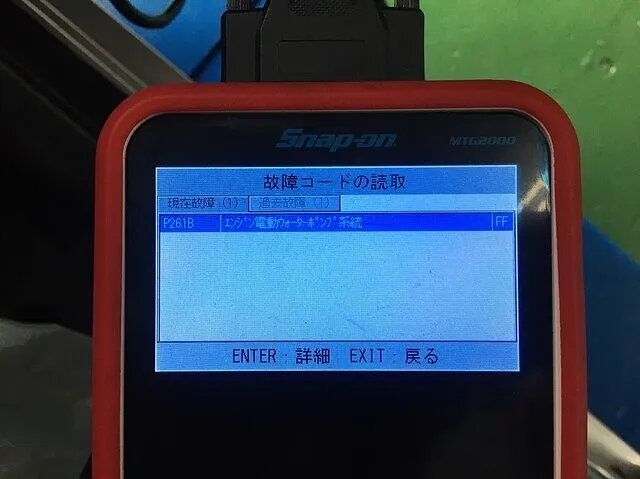 Snap-on
MTG2000
故障コードの読取
現在故障 (1) 過去故障 (1)
P261B ｴﾝｼﾞﾝ電動ｳｫｰﾀｰﾎﾟﾝﾌﾟ系統 FF
ENTER : 詳細 EXIT : 戻る